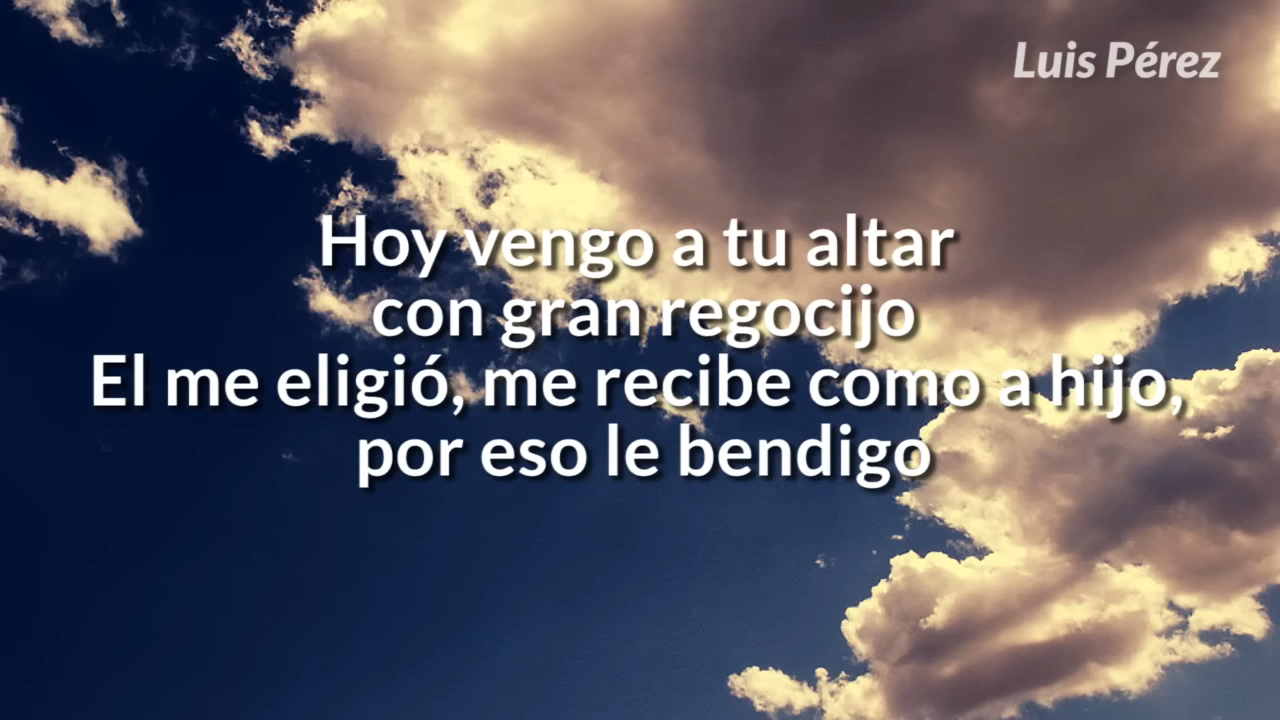 Luis Pérez
Hoy vengo a tu altar
con gran regocijo
El me eligió, me recibe como a hijo,
por eso le bendigo